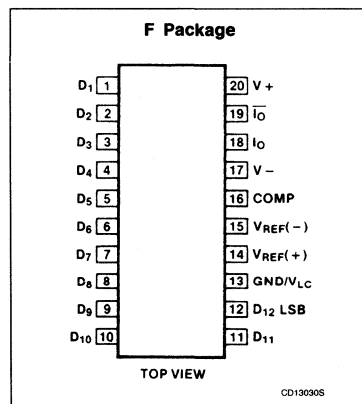 F Package
D1 1 20 V+
D2 2 19 I̅O̅
D3 3 18 IO
D4 4 17 V−
D5 5 16 COMP
D6 6 15 VREF(−)
D7 7 14 VREF(+)
D8 8 13 GND/VLC
D9 9 12 D12 LSB
D10 10 11 D11
TOP VIEW
CD13030S